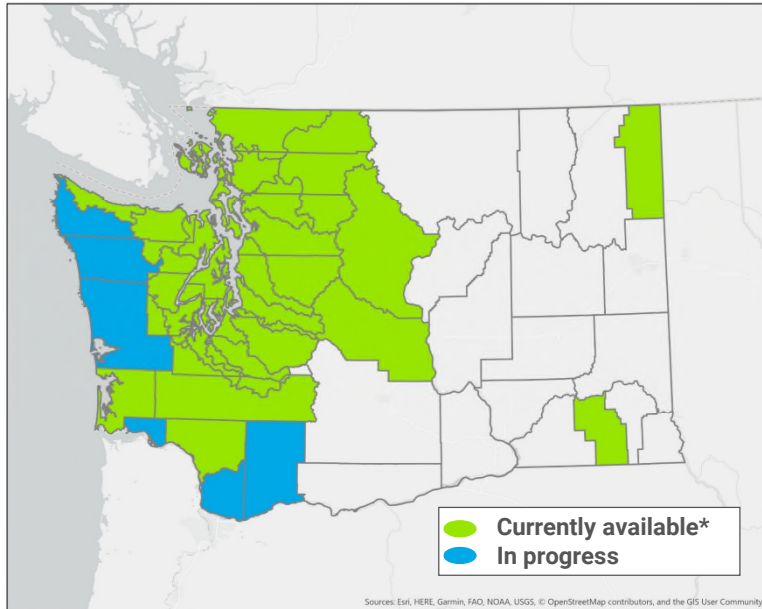 Currently available*
In progress
Sources: Esri, HERE, Garmin, FAO, NOAA, USGS, © OpenStreetMap contributors, and the GIS User Community